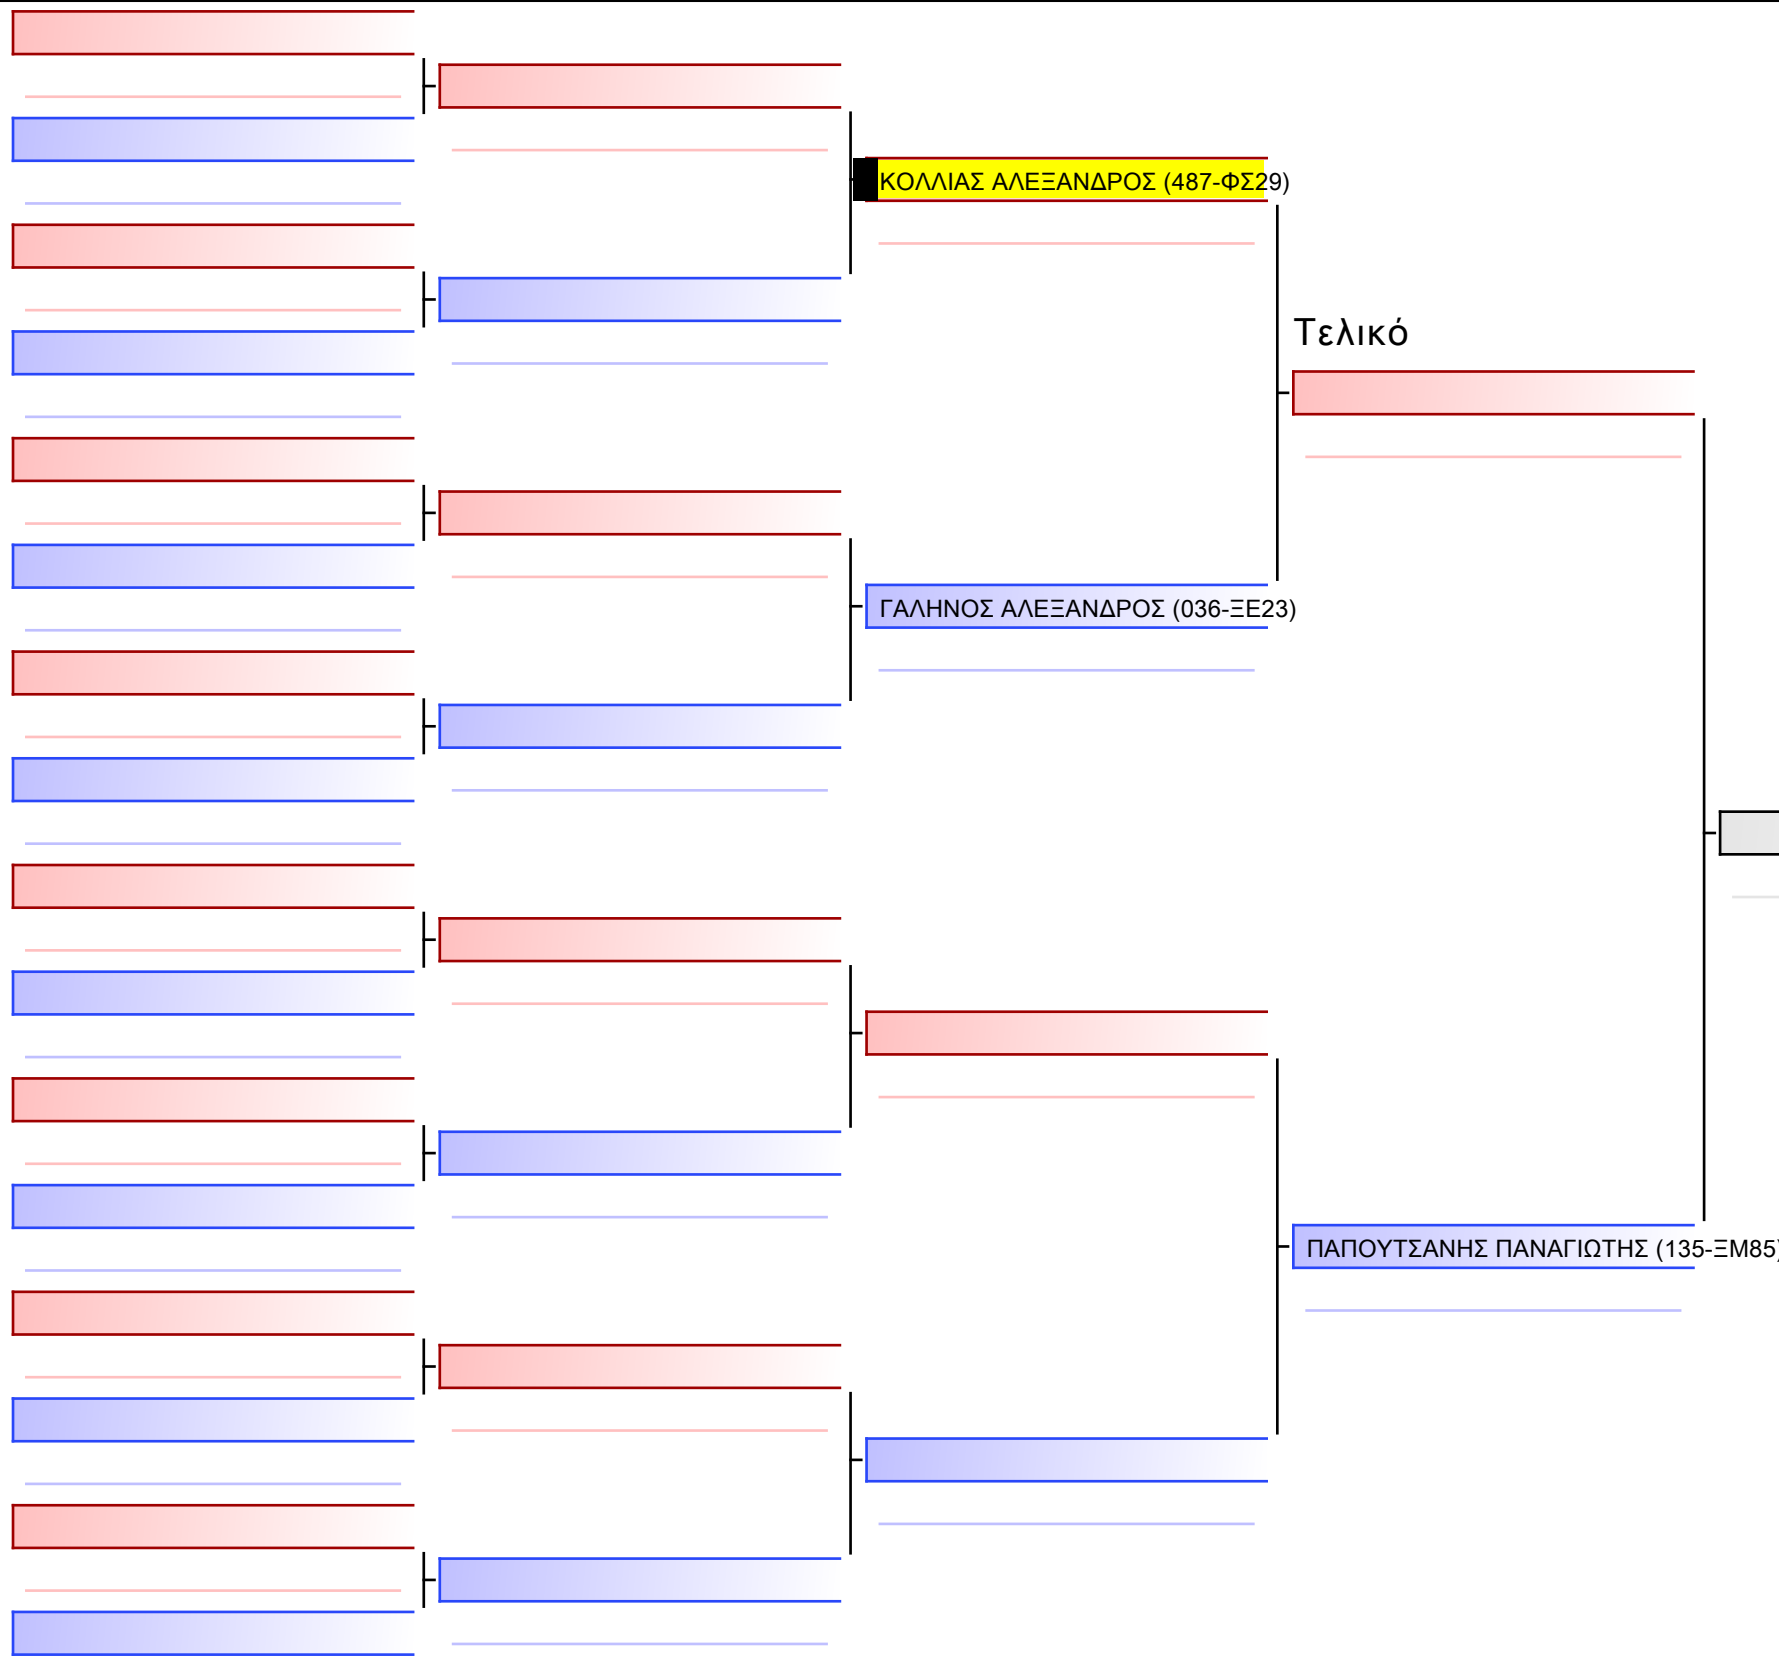 ΚΟΛΛΙΑΣ ΑΛΕΞΑΝΔΡΟΣ (487-ΦΣ29)
Τελικό
ΓΑΛΗΝΟΣ ΑΛΕΞΑΝΔΡΟΣ (036-ΞΕ23)
ΠΑΠΟΥΤΣΑΝΗΣ ΠΑΝΑΓΙΩΤΗΣ (135-ΞΜ85)